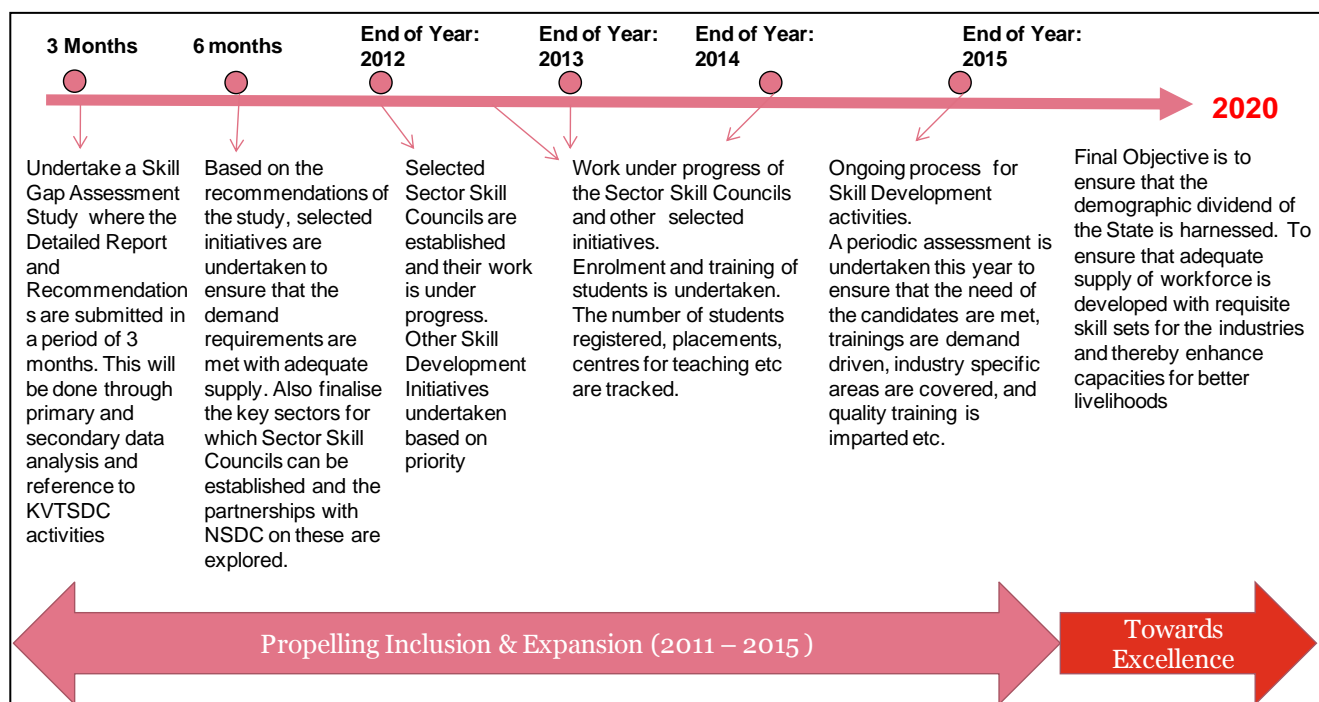 3 Months
6 months
End of Year:
2012
End of Year:
2013
End of Year:
2014
End of Year:
2015
2020
Undertake a Skill
Gap Assessment
Study where the
Detailed Report
and
Recommendation
s are submitted in
a period of 3
months. This will
be done through
primary and
secondary data
analysis and
reference to
KVTSDC
activities
Based on the
recommendations of
the study, selected
initiatives are
undertaken to
ensure that the
demand
requirements are
met with adequate
supply. Also finalise
the key sectors for
which Sector Skill
Councils can be
established and the
partnerships with
NSDC on these are
explored.
Selected
Sector Skill
Councils are
established
and their work
is under
progress.
Other Skill
Development
Initiatives
undertaken
based on
priority
Work under progress of
the Sector Skill Councils
and other selected
initiatives.
Enrolment and training of
students is undertaken.
The number of students
registered, placements,
centres for teaching etc
are tracked.
Ongoing process for
Skill Development
activities.
A periodic assessment is
undertaken this year to
ensure that the need of
the candidates are met,
trainings are demand
driven, industry specific
areas are covered, and
quality training is
imparted etc.
Final Objective is to
ensure that the
demographic dividend of
the State is harnessed. To
ensure that adequate
supply of workforce is
developed with requisite
skill sets for the industries
and thereby enhance
capacities for better
livelihoods
Propelling Inclusion & Expansion (2011 – 2015 )
Towards
Excellence